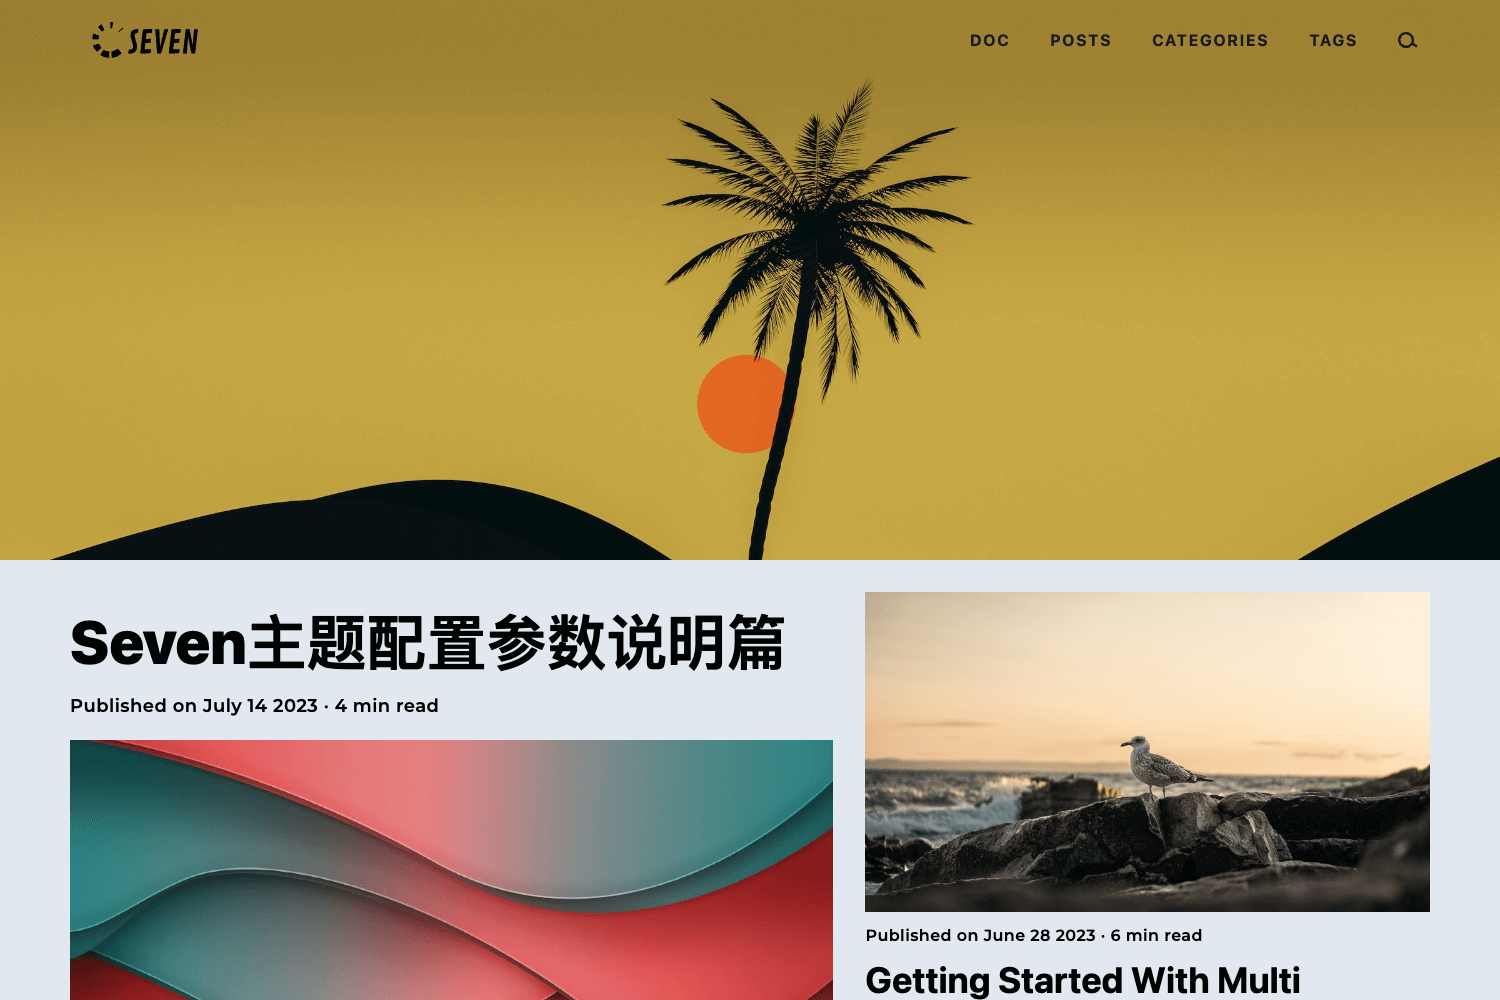 SEVEN
DOC POSTS CATEGORIES TAGS
Seven主题配置参数说明篇
Published on July 14 2023 · 4 min read
Published on June 28 2023 · 6 min read
Getting Started With Multi